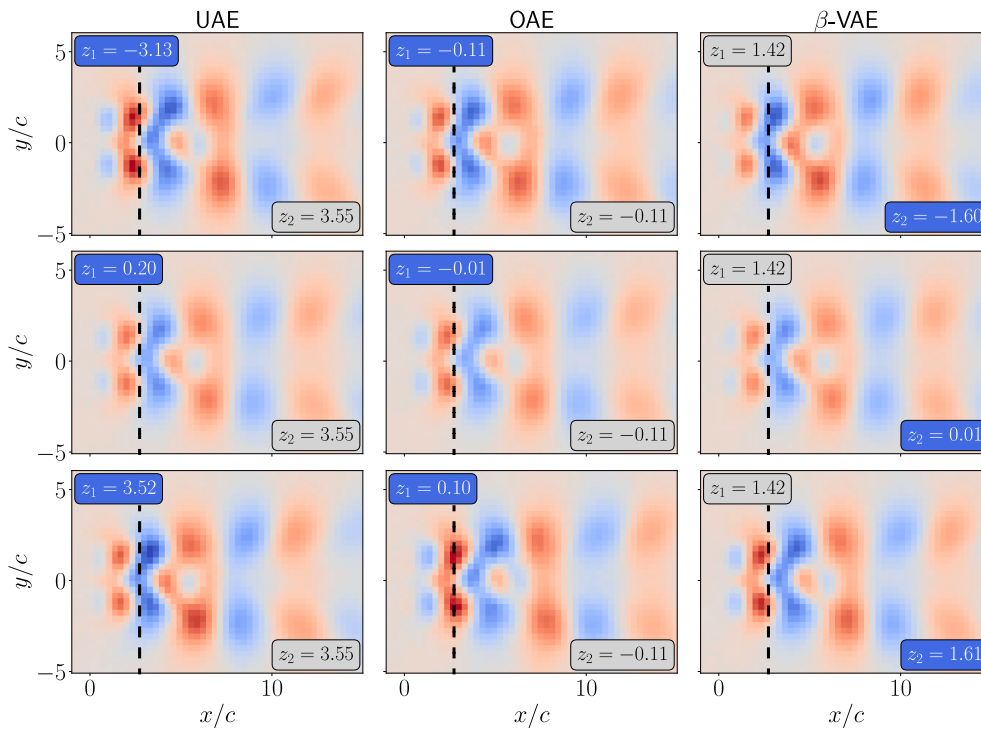 UAE OAE β-VAE
z₁ = −3.13 z₁ = −0.11 z₁ = 1.42
5
y/c
0
z₂ = 3.55 z₂ = −0.11 z₂ = −1.60
−5
z₁ = 0.20 z₁ = −0.01 z₁ = 1.42
5
y/c
0
z₂ = 3.55 z₂ = −0.11 z₂ = 0.01
−5
z₁ = 3.52 z₁ = 0.10 z₁ = 1.42
5
y/c
0
z₂ = 3.55 z₂ = −0.11 z₂ = 1.61
−5
0 10 0 10 0 10
x/c x/c x/c